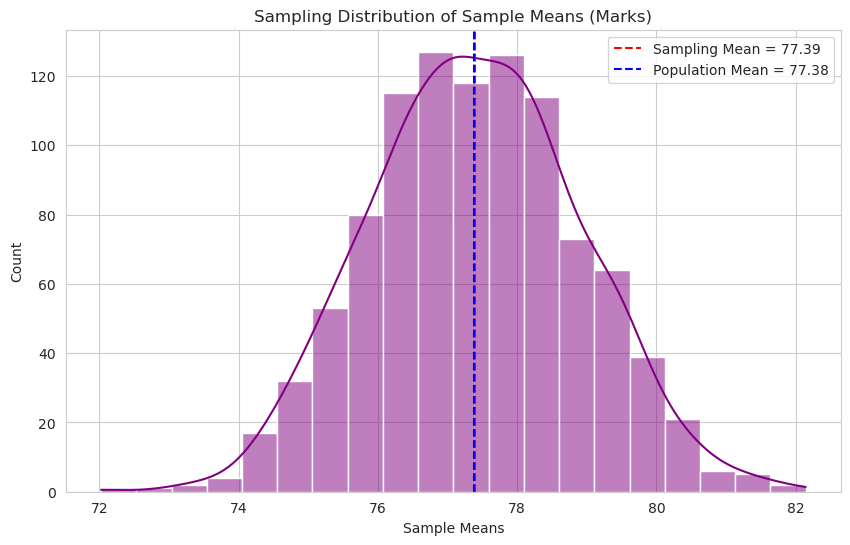 Sampling Distribution of Sample Means (Marks)
Sampling Mean = 77.39
Population Mean = 77.38
120
100
80
60
40
20
0
Count
72
74
76
78
80
82
Sample Means